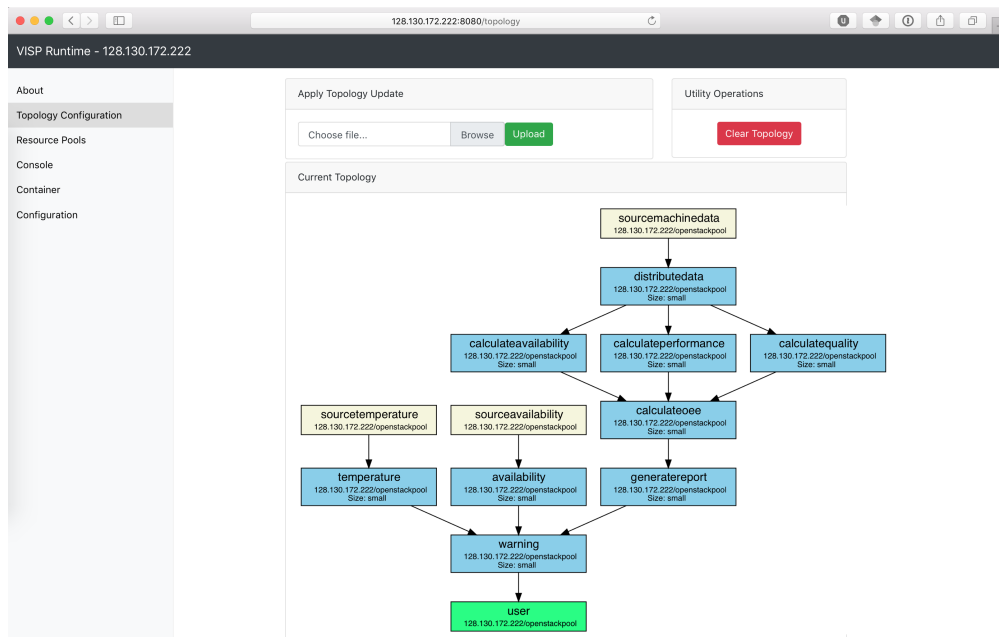 128.130.172.222:8080/topology
VISP Runtime - 128.130.172.222
About
Topology Configuration
Resource Pools
Console
Container
Configuration
Apply Topology Update
Choose file...
Browse
Upload
Utility Operations
Clear Topology
Current Topology
sourcemachinedata
128.130.172.222/openstackpool
distributedata
128.130.172.222/openstackpool
Size: small
calculateavailability
128.130.172.222/openstackpool
Size: small
calculateperformance
128.130.172.222/openstackpool
Size: small
calculatequality
128.130.172.222/openstackpool
Size: small
sourcetemperature
128.130.172.222/openstackpool
sourceavailability
128.130.172.222/openstackpool
calculateoee
128.130.172.222/openstackpool
Size: small
temperature
128.130.172.222/openstackpool
Size: small
availability
128.130.172.222/openstackpool
Size: small
generatereport
128.130.172.222/openstackpool
Size: small
warning
128.130.172.222/openstackpool
Size: small
user
128.130.172.222/openstackpool